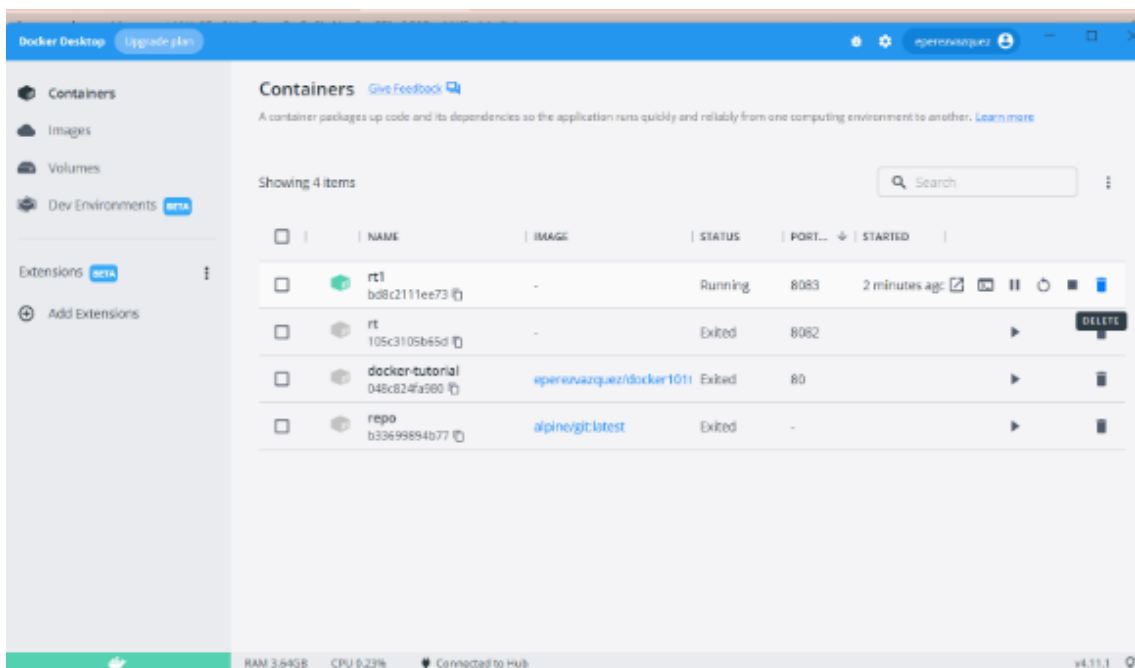 Docker Desktop Upgrade plan eperezvazquez
Containers
Images
Volumes
Dev Environments BETA
Extensions BETA
Add Extensions
Containers Give Feedback
A container packages up code and its dependencies so the application runs quickly and reliably from one computing environment to another. Learn more
Showing 4 items
Search
NAME IMAGE STATUS PORT... STARTED
rt1
bd8c2111ee73
- Running 8083 2 minutes agc
DELETE
rt
105c3105b65d
- Exited 8082
docker-tutorial
048c824fa980
eperezvazquez/docker101t Exited 80
repo
b33699894b77
alpine/git:latest Exited -
RAM 3.64GB CPU 0.23% Connected to Hub v4.11.1